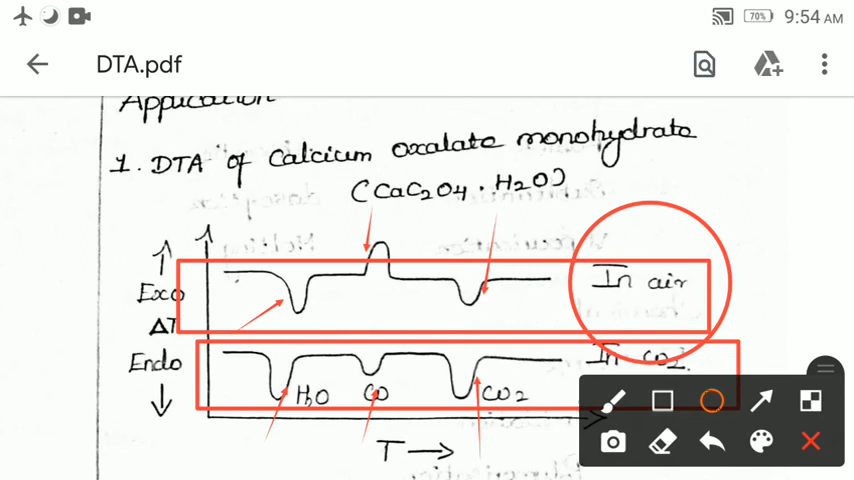 70% 9:54 AM
DTA.pdf
Application
1. DTA of Calcium oxalate monohydrate
(CaC2O4 · H2O)
Exo
In air
ΔT
Endo
In CO2.
H2O CO CO2
T →